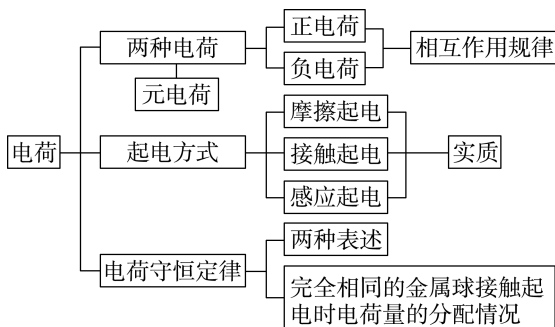 电荷
两种电荷
元电荷
正电荷
负电荷
相互作用规律
起电方式
摩擦起电
接触起电
感应起电
实质
电荷守恒定律
两种表述
完全相同的金属球接触起
电时电荷量的分配情况